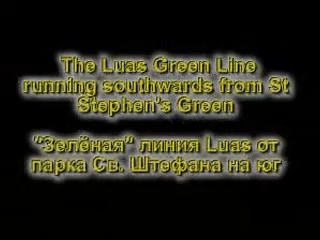 The Luas Green Line
running southwards from St
Stephen's Green
"Зелёная" линия Luas от
парка Св. Штефана на юг